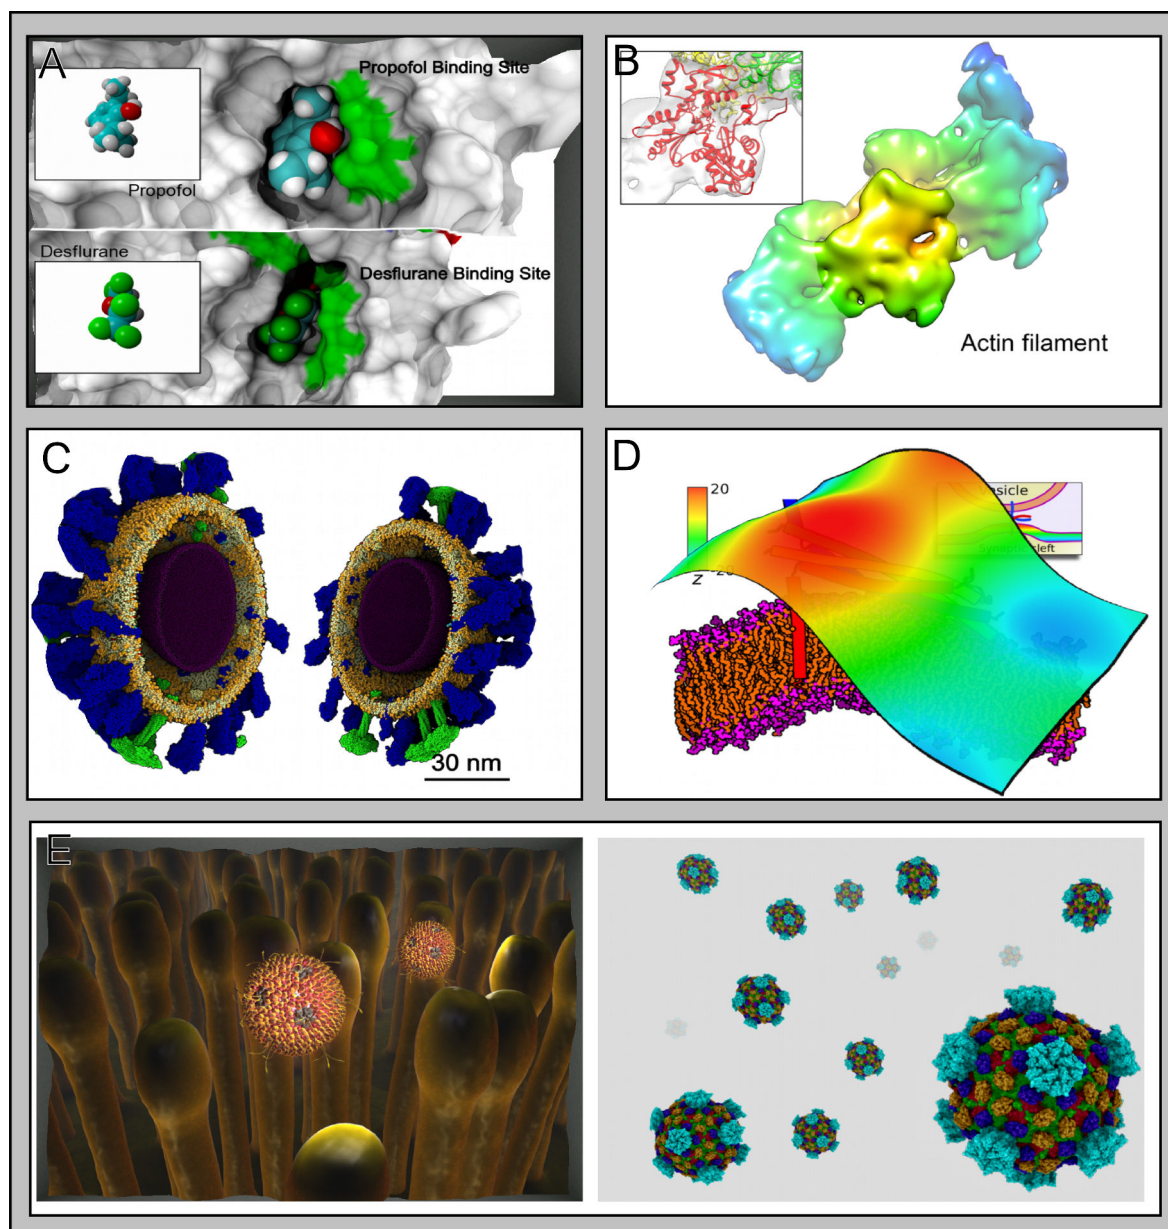 A
Propofol Binding Site
Propofol
Desflurane
Desflurane Binding Site
B
Actin filament
C
30 nm
D
20
Z
E